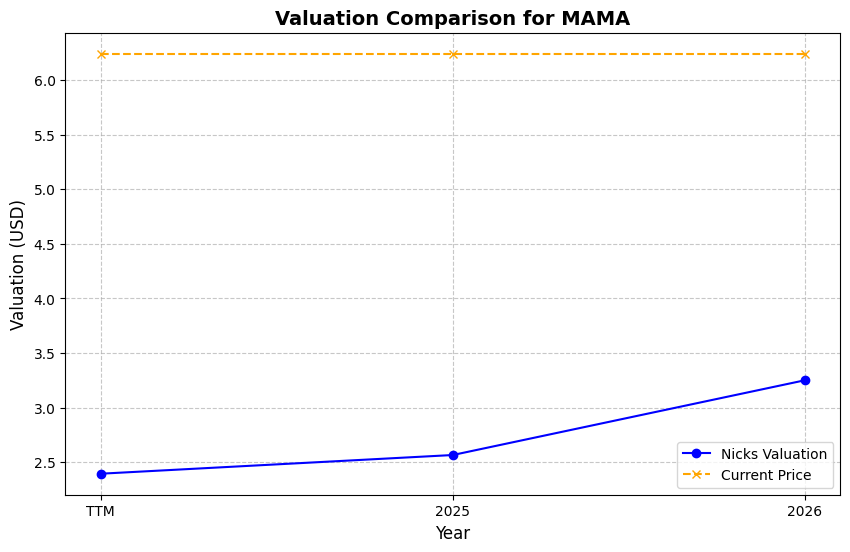 Valuation Comparison for MAMA
Valuation (USD)
6.0
5.5
5.0
4.5
4.0
3.5
3.0
2.5
TTM
2025
2026
Year
Nicks Valuation
Current Price